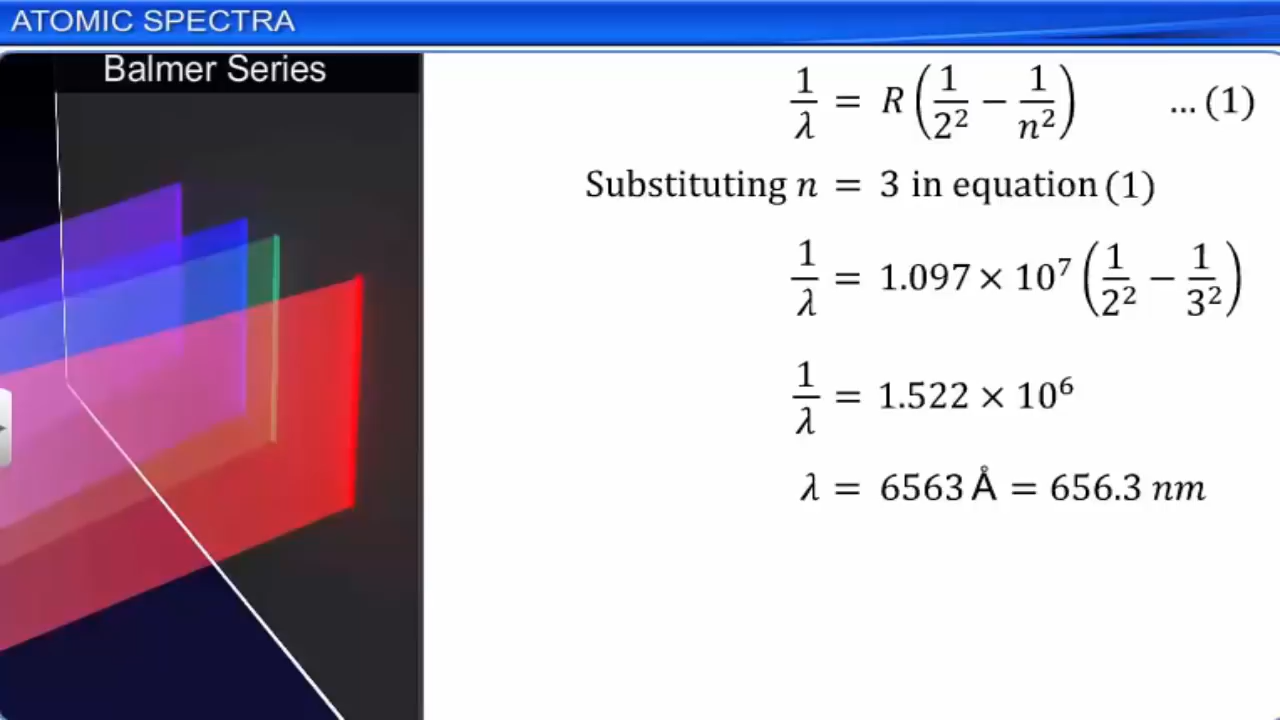 ATOMIC SPECTRA
Balmer Series
1/λ = R(1/2² − 1/n²) ... (1)
Substituting n = 3 in equation (1)
1/λ = 1.097 × 10⁷ (1/2² − 1/3²)
1/λ = 1.522 × 10⁶
λ = 6563 Å = 656.3 nm